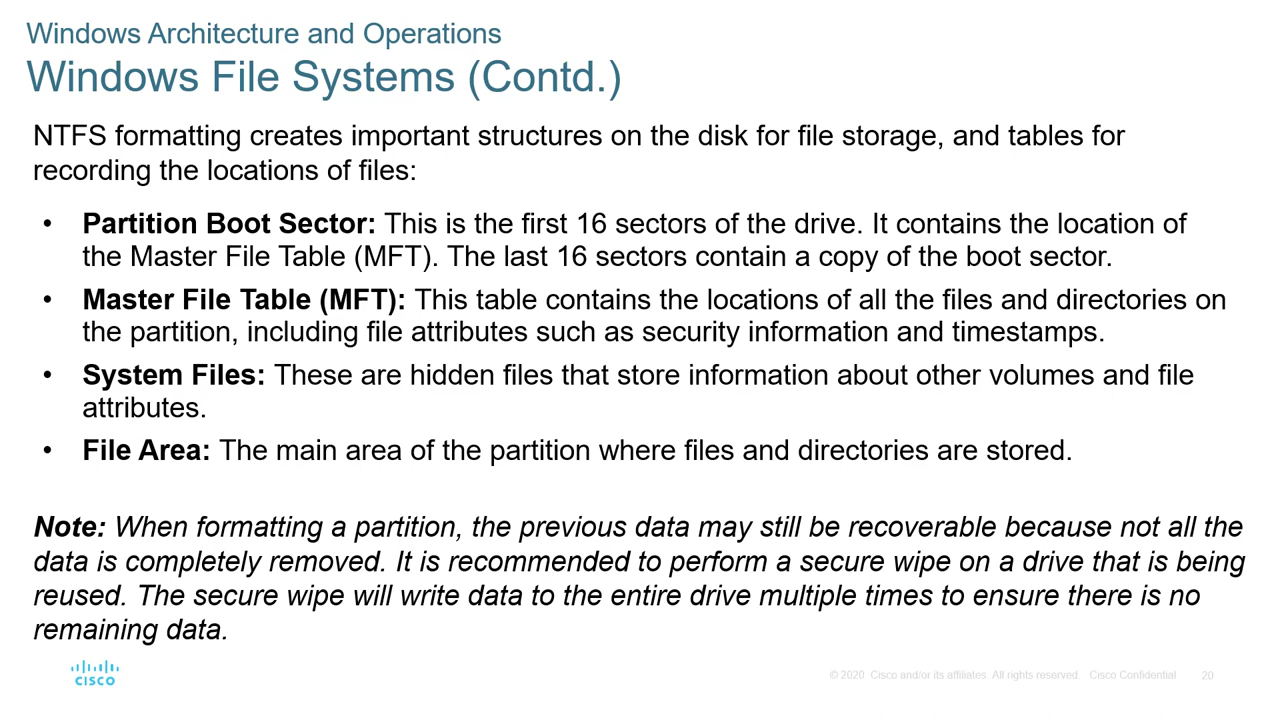 Windows Architecture and Operations
Windows File Systems (Contd.)
NTFS formatting creates important structures on the disk for file storage, and tables for
recording the locations of files:
• Partition Boot Sector: This is the first 16 sectors of the drive. It contains the location of
the Master File Table (MFT). The last 16 sectors contain a copy of the boot sector.
• Master File Table (MFT): This table contains the locations of all the files and directories on
the partition, including file attributes such as security information and timestamps.
• System Files: These are hidden files that store information about other volumes and file
attributes.
• File Area: The main area of the partition where files and directories are stored.
Note: When formatting a partition, the previous data may still be recoverable because not all the
data is completely removed. It is recommended to perform a secure wipe on a drive that is being
reused. The secure wipe will write data to the entire drive multiple times to ensure there is no
remaining data.
CISCO
© 2020 Cisco and/or its affiliates. All rights reserved. Cisco Confidential 20